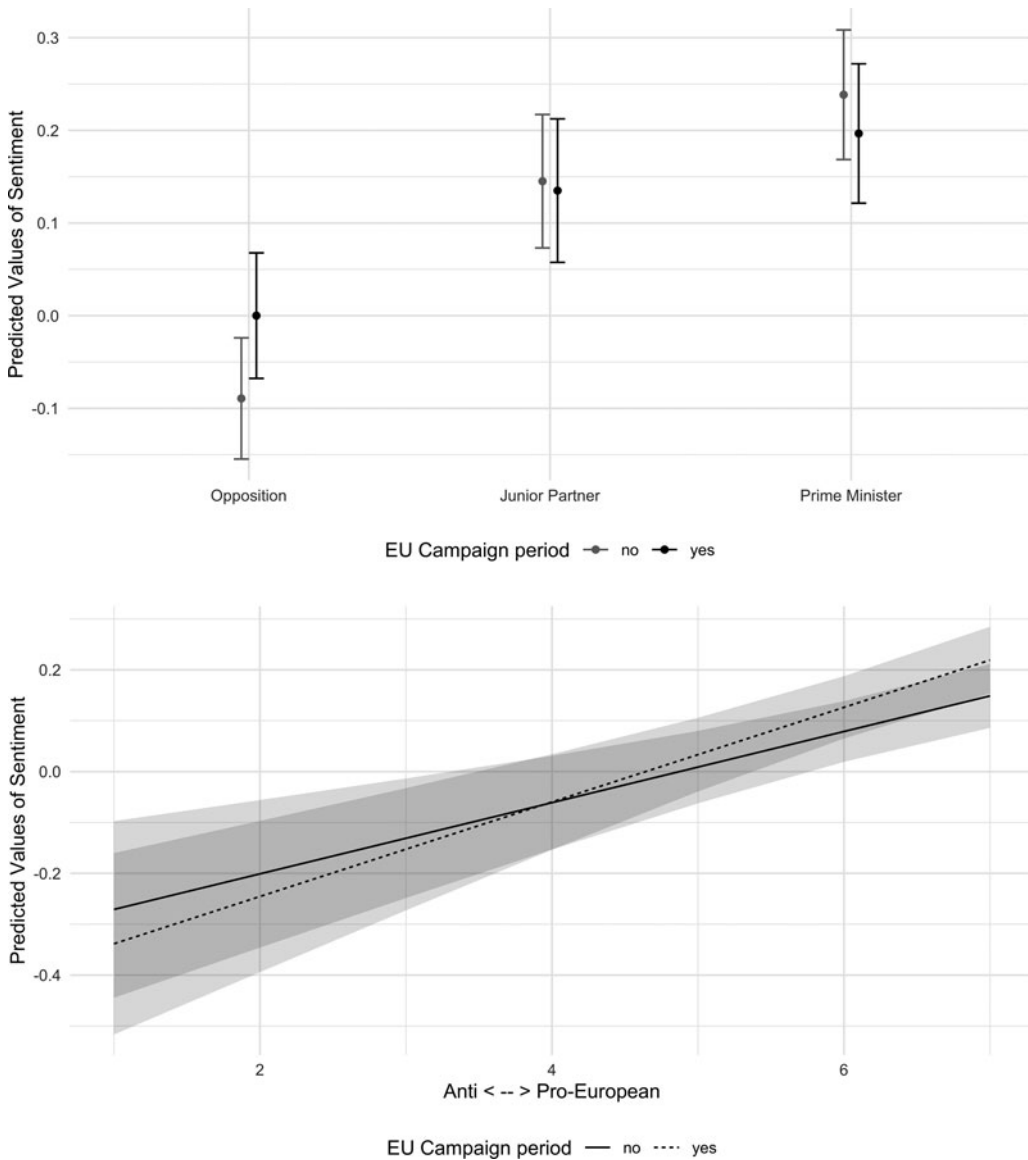 0.3
0.2
0.1
0.0
-0.1
Predicted Values of Sentiment
Opposition
Junior Partner
Prime Minister
EU Campaign period no yes
0.2
0.0
-0.2
-0.4
Predicted Values of Sentiment
2
4
6
Anti < -- > Pro-European
EU Campaign period no yes